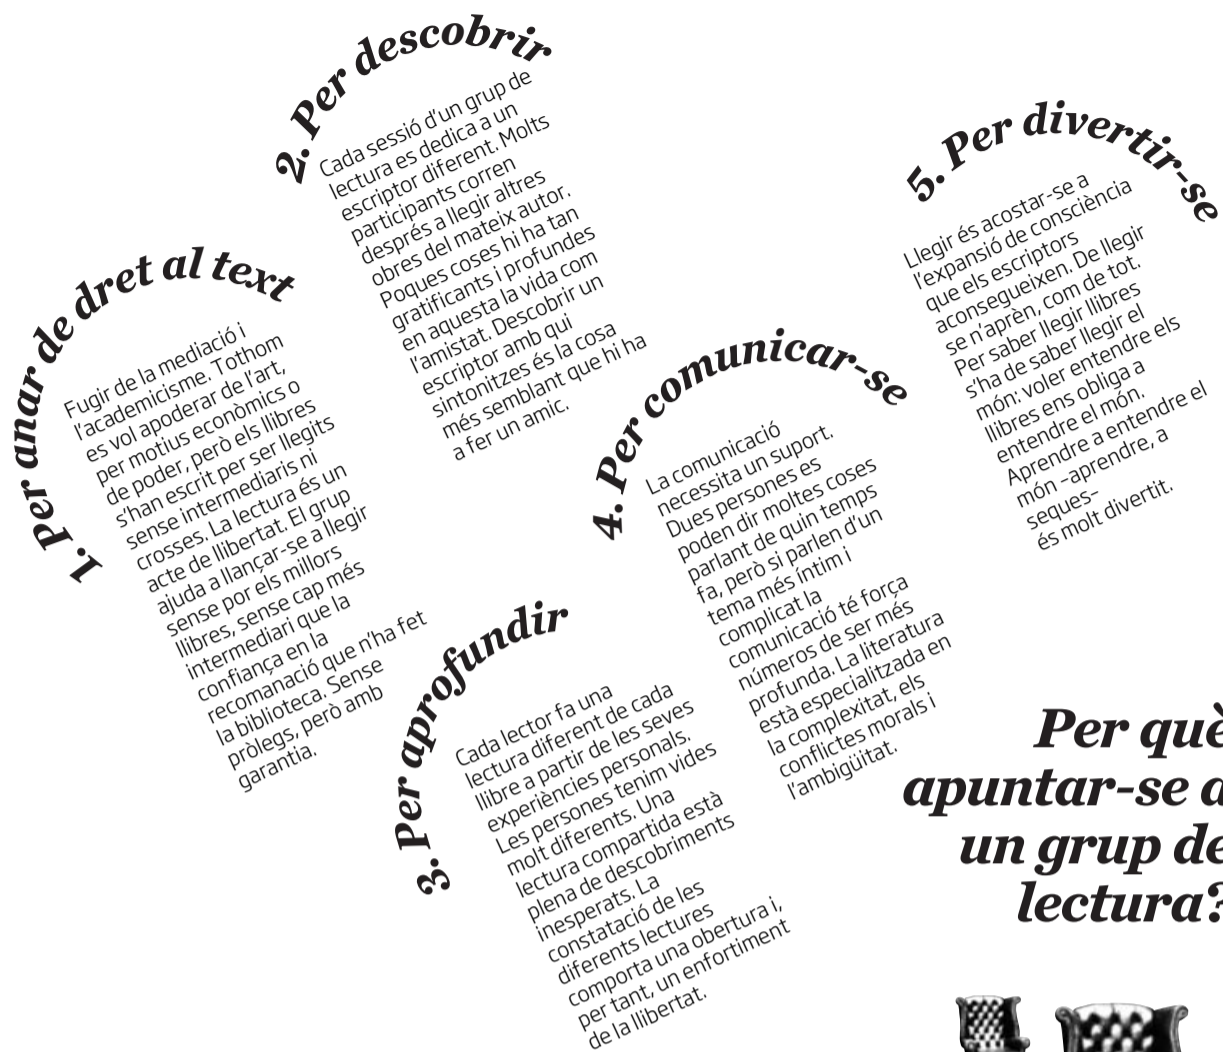 Per què
apuntar-se a
un grup de
lectura?
1. Per anar de dret al text
Fugir de la mediació i
l'academicisme. Tothom
es vol apoderar de l'art,
per motius econòmics o
de poder, però els llibres
s'han escrit per ser llegits
sense intermediaris ni
crosses. La lectura és un
acte de llibertat. El grup
ajuda a llançar-se a llegir
sense por els millors
llibres, sense cap més
intermediari que la
confiança en la
recomanació que n'ha fet
la biblioteca. Sense
pròlegs, però amb
garantia.
2. Per descobrir
Cada sessió d'un grup de
lectura es dedica a un
escriptor diferent. Molts
participants corren
després a llegir altres
obres del mateix autor.
Poques coses hi ha tan
gratificants i profundes
en aquesta la vida com
l'amistat. Descobrir un
escriptor amb qui
sintonitzes és la cosa
més semblant que hi ha
a fer un amic.
3. Per aprofundir
Cada lector fa una
lectura diferent de cada
llibre a partir de les seves
experiències personals.
Les persones tenim vides
molt diferents. Una
lectura compartida està
plena de descobriments
inesperats. La
constatació de les
diferents lectures
comporta una obertura i,
per tant, un enfortiment
de la llibertat.
4. Per comunicar-se
La comunicació
necessita un suport.
Dues persones es
poden dir moltes coses
parlant de quin temps
fa, però si parlen d'un
tema més íntim i
complicat la
comunicació té força
números de ser més
profunda. La literatura
està especialitzada en
la complexitat, els
conflictes morals i
l'ambigüitat.
5. Per divertir-se
Llegir és acostar-se a
l'expansió de consciència
que els escriptors
aconsegueixen. De llegir
se n'aprèn, com de tot.
Per saber llegir llibres
s'ha de saber llegir el
món: voler entendre els
llibres ens obliga a
entendre el món.
Aprendre a entendre el
món –aprendre, a
seques–
és molt divertit.